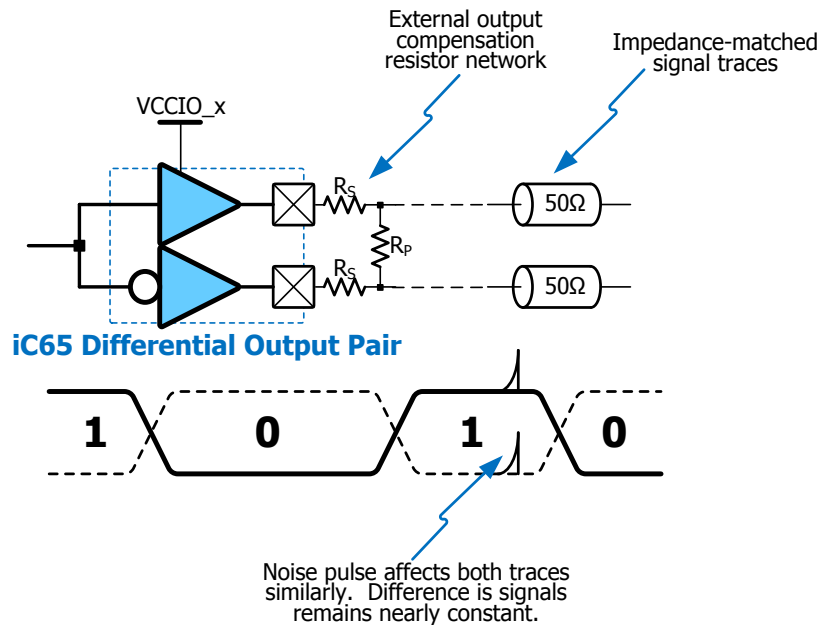 External output
compensation
resistor network
Impedance-matched
signal traces
VCCIO_x
RS
50Ω
RP
RS
50Ω
iC65 Differential Output Pair
1 0 1 0
Noise pulse affects both traces
similarly. Difference is signals
remains nearly constant.